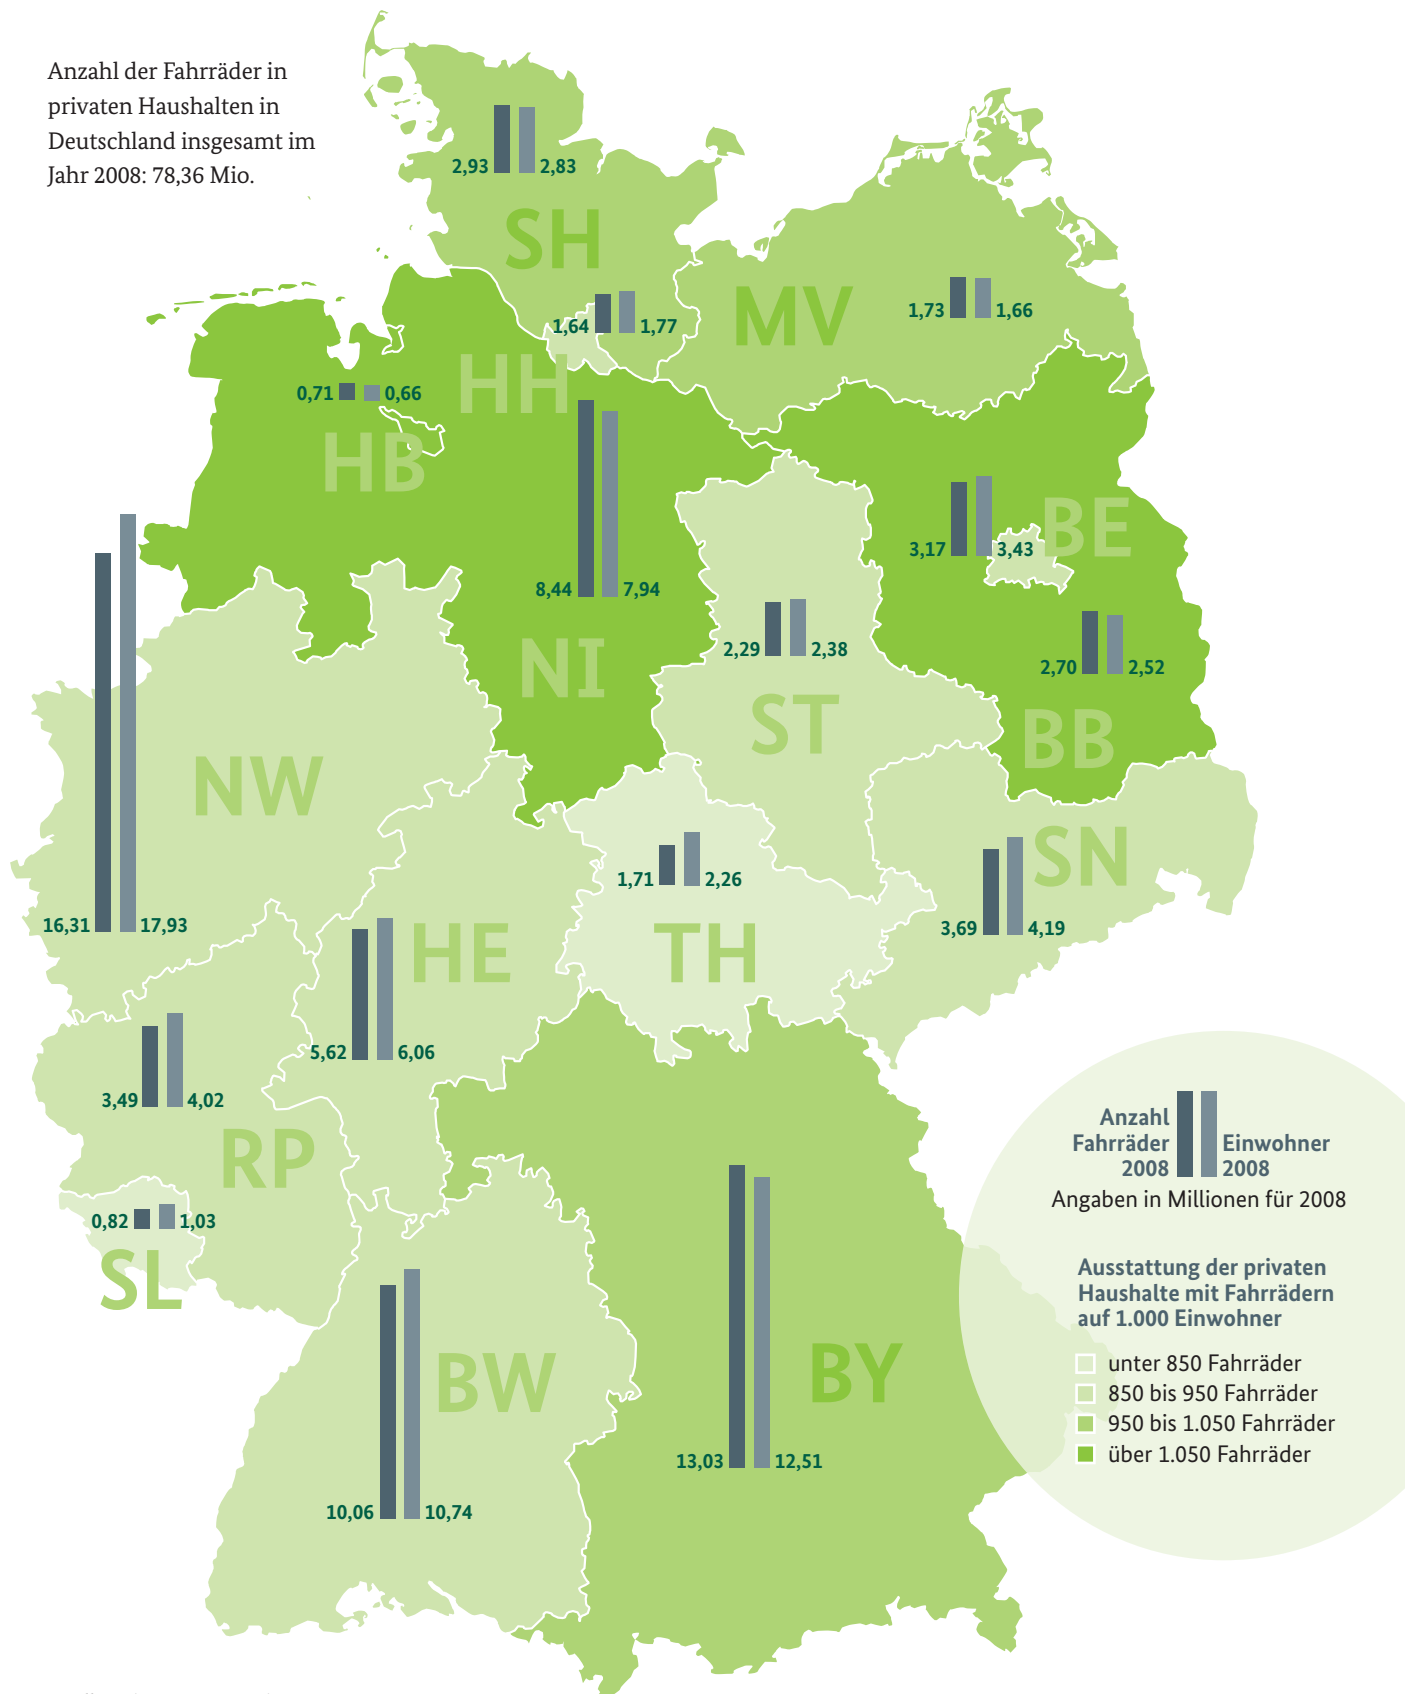 Anzahl der Fahrräder in
privaten Haushalten in
Deutschland insgesamt im
Jahr 2008: 78,36 Mio.
2,93 2,83
SH
1,64 1,77
HH
MV
1,73 1,66
0,71 0,66
HB
8,44 7,94
NI
3,17 3,43
BE
2,29 2,38
ST
2,70 2,52
BB
NW
16,31 17,93
1,71 2,26
TH
SN
3,69 4,19
HE
5,62 6,06
3,49 4,02
RP
0,82 1,03
SL
BW
10,06 10,74
BY
13,03 12,51
Anzahl
Fahrräder
2008
Einwohner
2008
Angaben in Millionen für 2008
Ausstattung der privaten
Haushalte mit Fahrrädern
auf 1.000 Einwohner
unter 850 Fahrräder
850 bis 950 Fahrräder
950 bis 1.050 Fahrräder
über 1.050 Fahrräder